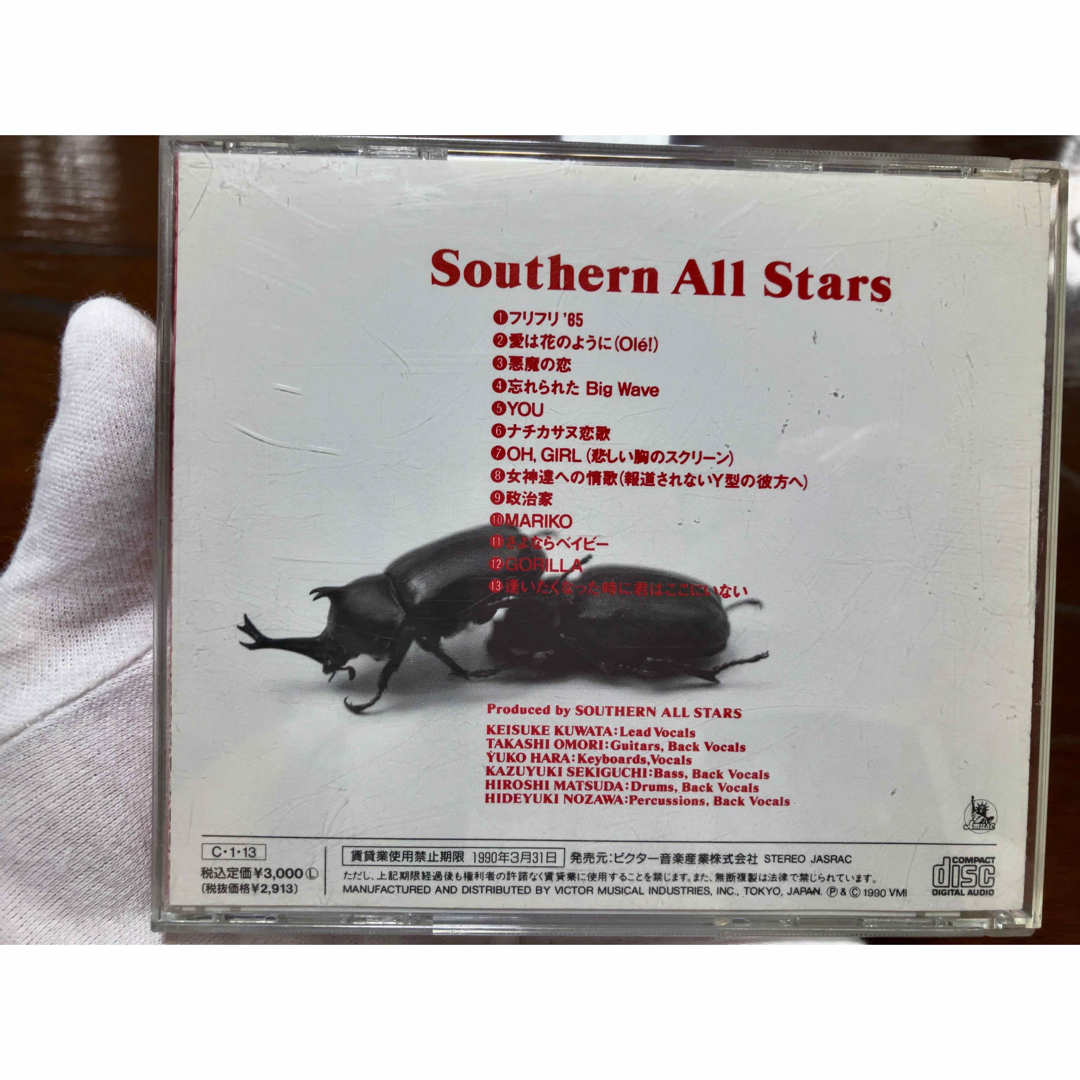 Southern All Stars
❶フリフリ '65
❷愛は花のように(Olé!)
❸悪魔の恋
❹忘れられた Big Wave
❺YOU
❻ナチカサヌ恋歌
❼OH, GIRL (悲しい胸のスクリーン)
❽女神達への情歌(報道されないY型の彼方へ)
❾政治家
❿MARIKO
⓫さよならベイビー
⓬GORILLA
⓭逢いたくなった時に君はここにいない
Produced by SOUTHERN ALL STARS
KEISUKE KUWATA:Lead Vocals
TAKASHI OMORI:Guitars, Back Vocals
YUKO HARA:Keyboards,Vocals
KAZUYUKI SEKIGUCHI:Bass, Back Vocals
HIROSHI MATSUDA:Drums, Back Vocals
HIDEYUKI NOZAWA:Percussions, Back Vocals
Amuse
C・1・13
税込定価¥3,000Ⓛ
(税抜価格¥2,913)
賃貸業使用禁止期限 1990年3月31日 発売元:ビクター音楽産業株式会社 STEREO JASRAC
ただし、上記期限経過後も権利者の許諾なく賃貸業に使用することを禁じます。また、無断複製は法律で禁じられています。
MANUFACTURED AND DISTRIBUTED BY VICTOR MUSICAL INDUSTRIES, INC., TOKYO, JAPAN. Ⓟ & © 1990 VMI
COMPACT
disc
DIGITAL AUDIO